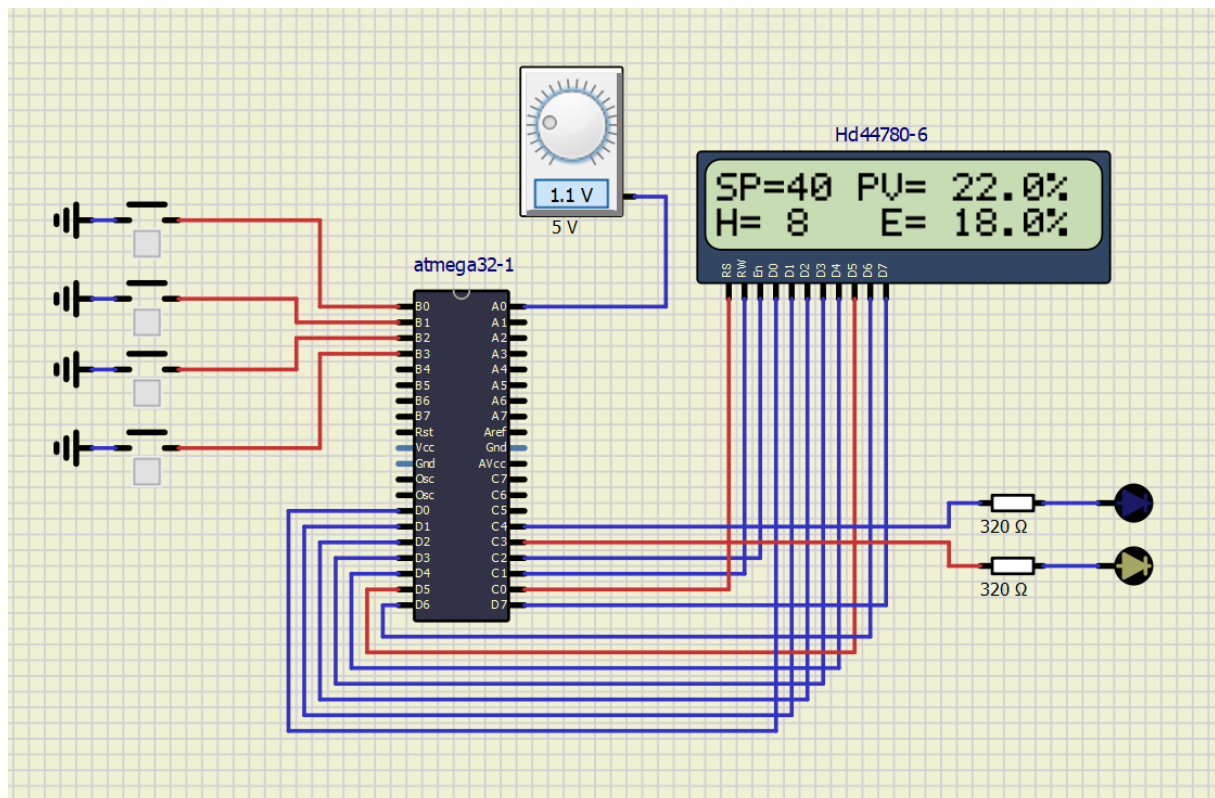 Hd44780-6
SP=40 PV= 22.0%
H= 8 E= 18.0%
RS RW En D0 D1 D2 D3 D4 D5 D6 D7
1.1 V
5 V
atmega32-1
B0 A0
B1 A1
B2 A2
B3 A3
B4 A4
B5 A5
B6 A6
B7 A7
Rst Aref
Vcc Gnd
Gnd AVcc
Osc C7
Osc C6
D0 C5
D1 C4
D2 C3
D3 C2
D4 C1
D5 C0
D6 D7
320 Ω
320 Ω